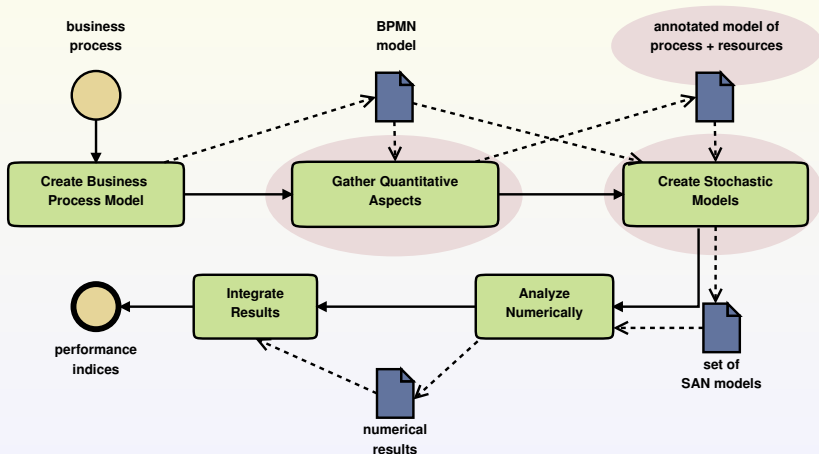 business
process
BPMN
model
annotated model of
process + resources
Create Business
Process Model
Gather Quantitative
Aspects
Create Stochastic
Models
Integrate
Results
Analyze
Numerically
performance
indices
set of
SAN models
numerical
results